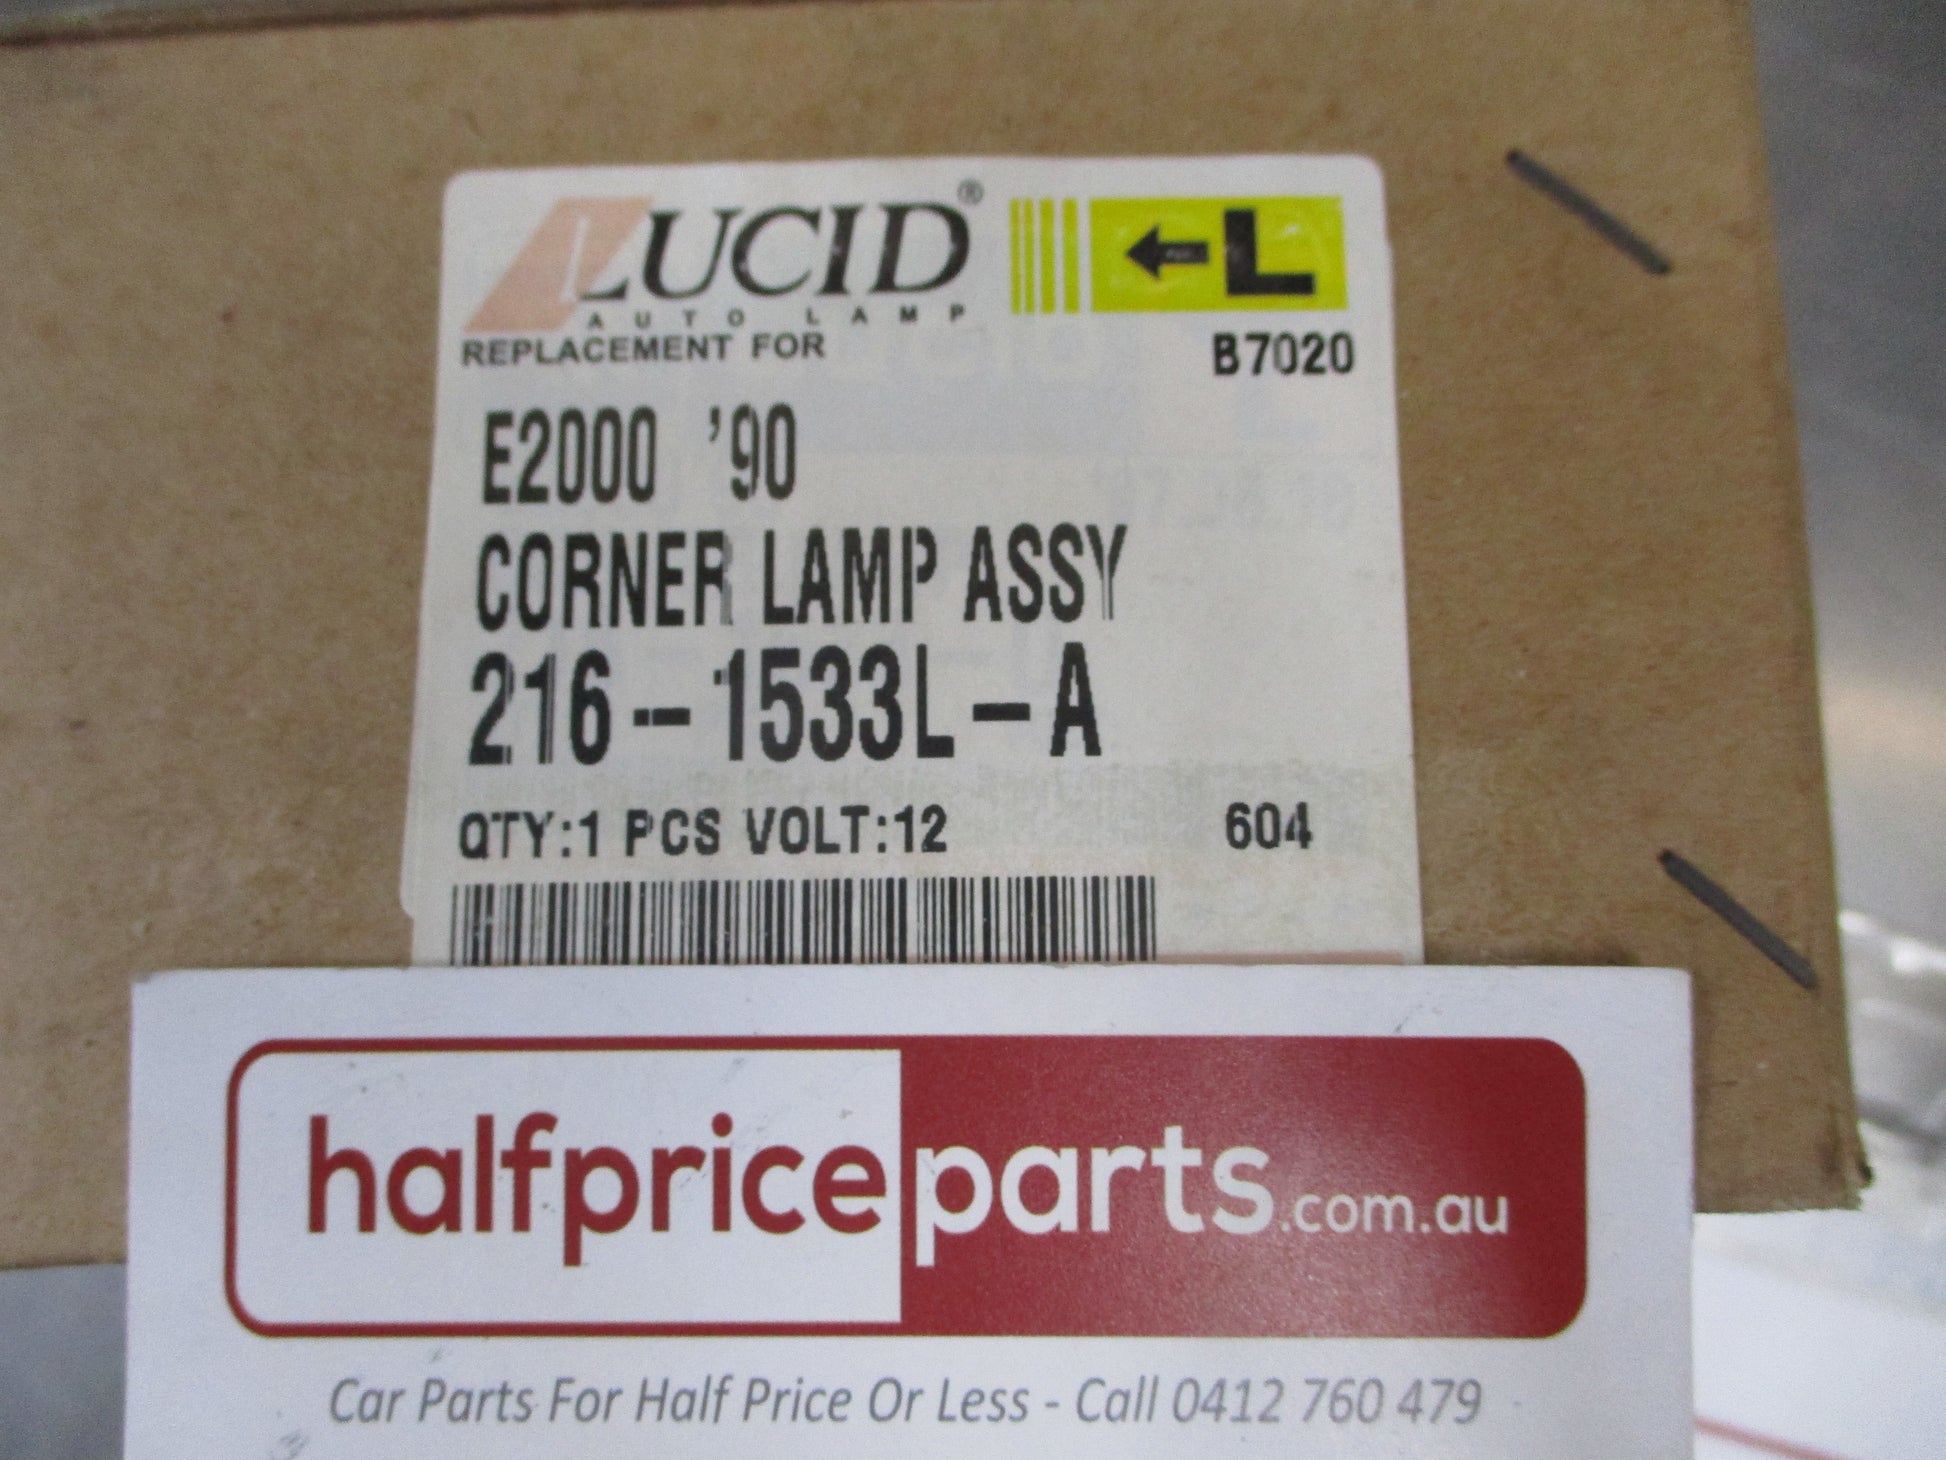 LUCID®
AUTO LAMP
L
REPLACEMENT FOR
B7020
E2000 '90
CORNER LAMP ASSY
216-1533L-A
QTY:1 PCS VOLT:12
604
halfpriceparts.com.au
Car Parts For Half Price Or Less - Call 0412 760 479